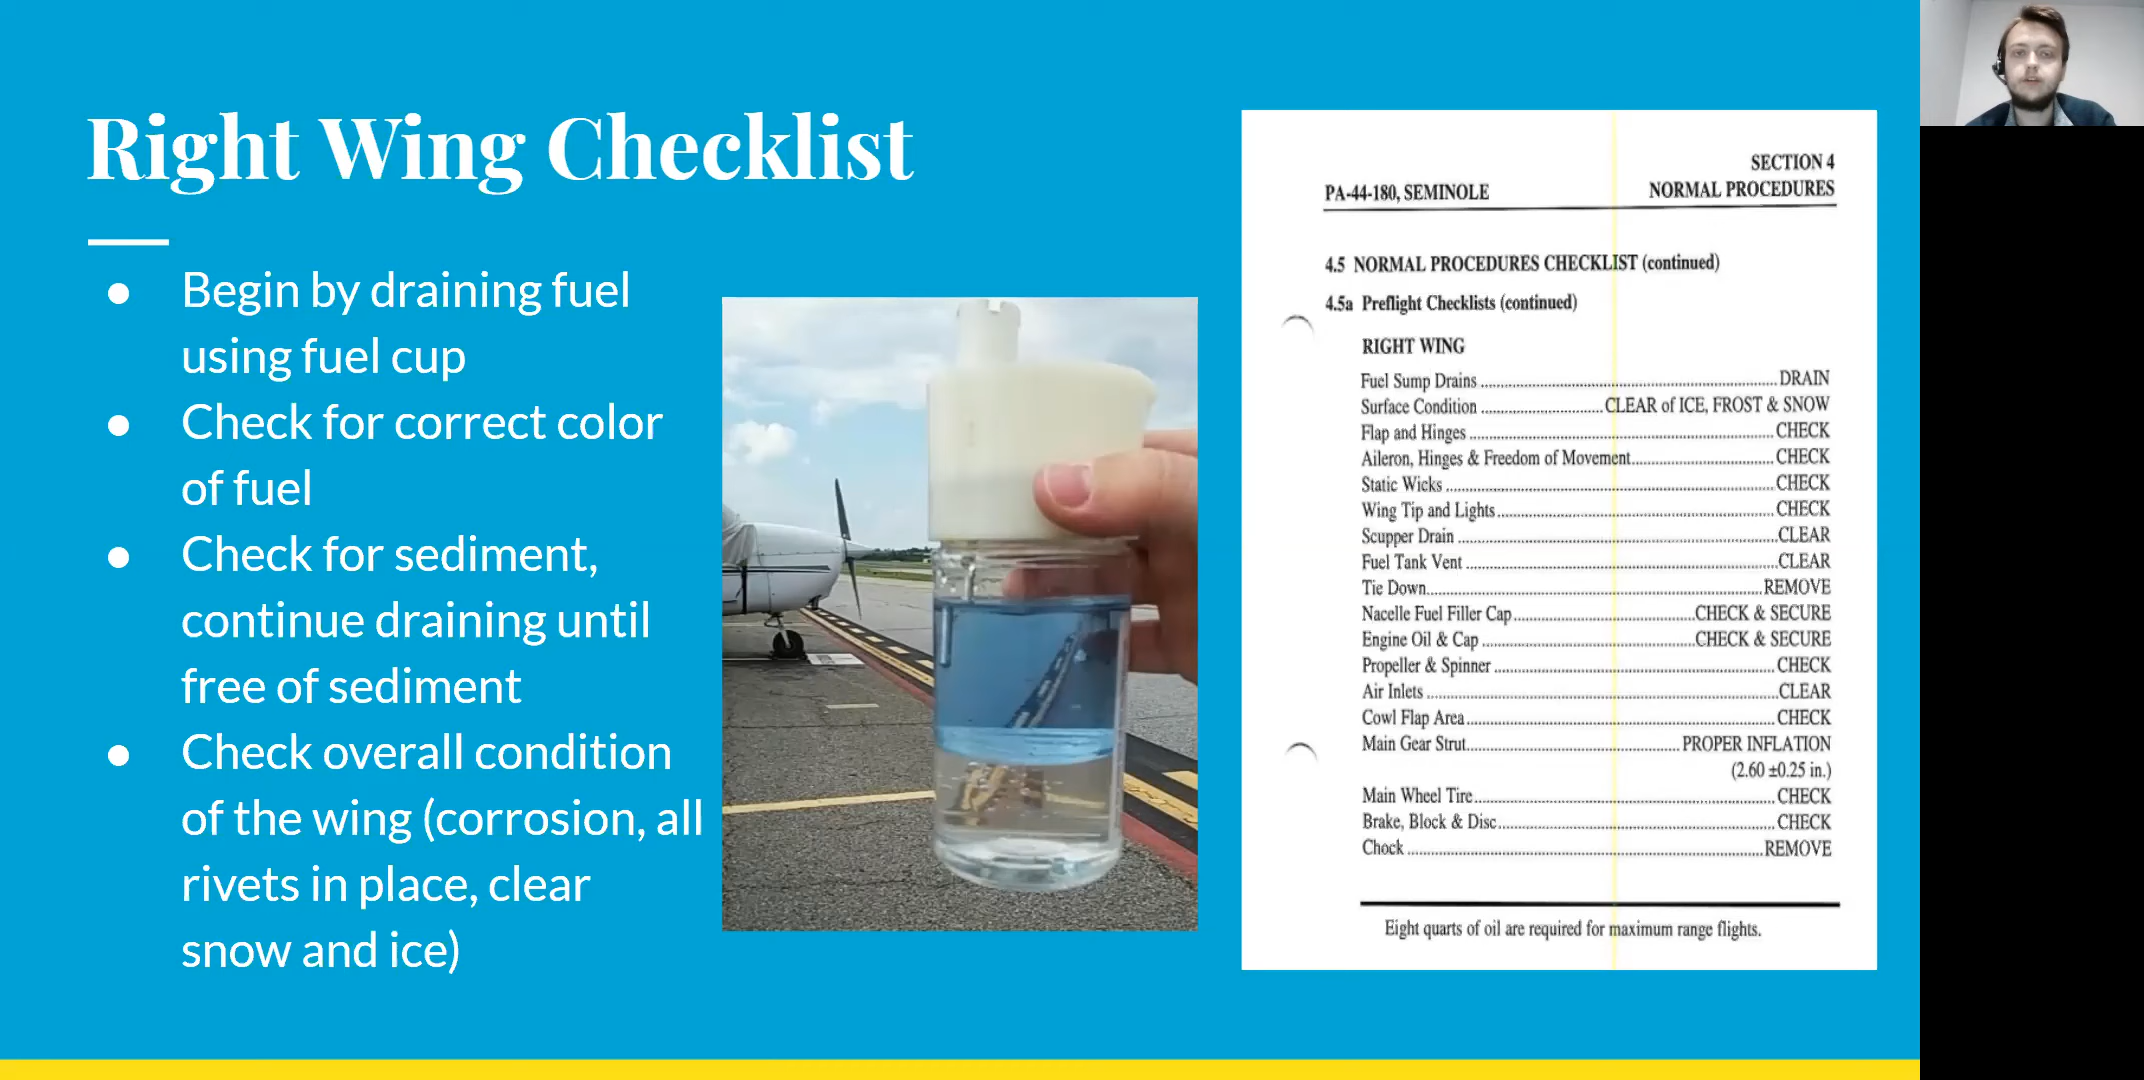 Right Wing Checklist
● Begin by draining fuel
using fuel cup
● Check for correct color
of fuel
● Check for sediment,
continue draining until
free of sediment
● Check overall condition
of the wing (corrosion, all
rivets in place, clear
snow and ice)
SECTION 4
PA-44-180, SEMINOLE NORMAL PROCEDURES
4.5 NORMAL PROCEDURES CHECKLIST (continued)
4.5a Preflight Checklists (continued)
RIGHT WING
Fuel Sump Drains ... DRAIN
Surface Condition ... CLEAR of ICE, FROST & SNOW
Flap and Hinges ... CHECK
Aileron, Hinges & Freedom of Movement ... CHECK
Static Wicks ... CHECK
Wing Tip and Lights ... CHECK
Scupper Drain ... CLEAR
Fuel Tank Vent ... CLEAR
Tie Down ... REMOVE
Nacelle Fuel Filler Cap ... CHECK & SECURE
Engine Oil & Cap ... CHECK & SECURE
Propeller & Spinner ... CHECK
Air Inlets ... CLEAR
Cowl Flap Area ... CHECK
Main Gear Strut ... PROPER INFLATION
(2.60 ±0.25 in.)
Main Wheel Tire ... CHECK
Brake, Block & Disc ... CHECK
Chock ... REMOVE
Eight quarts of oil are required for maximum range flights.